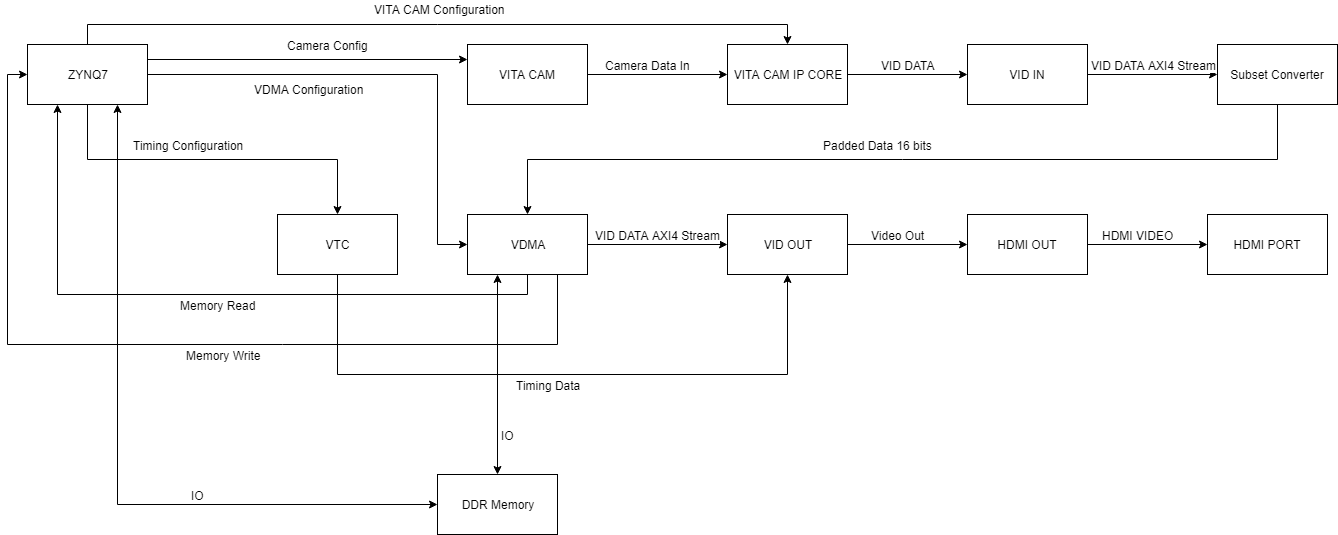 VITA CAM Configuration
Camera Config
ZYNQ7
VITA CAM
Camera Data In
VITA CAM IP CORE
VID DATA
VID IN
VID DATA AXI4 Stream
Subset Converter
VDMA Configuration
Timing Configuration
Padded Data 16 bits
VTC
VDMA
VID DATA AXI4 Stream
VID OUT
Video Out
HDMI OUT
HDMI VIDEO
HDMI PORT
Memory Read
Memory Write
Timing Data
IO
IO
DDR Memory